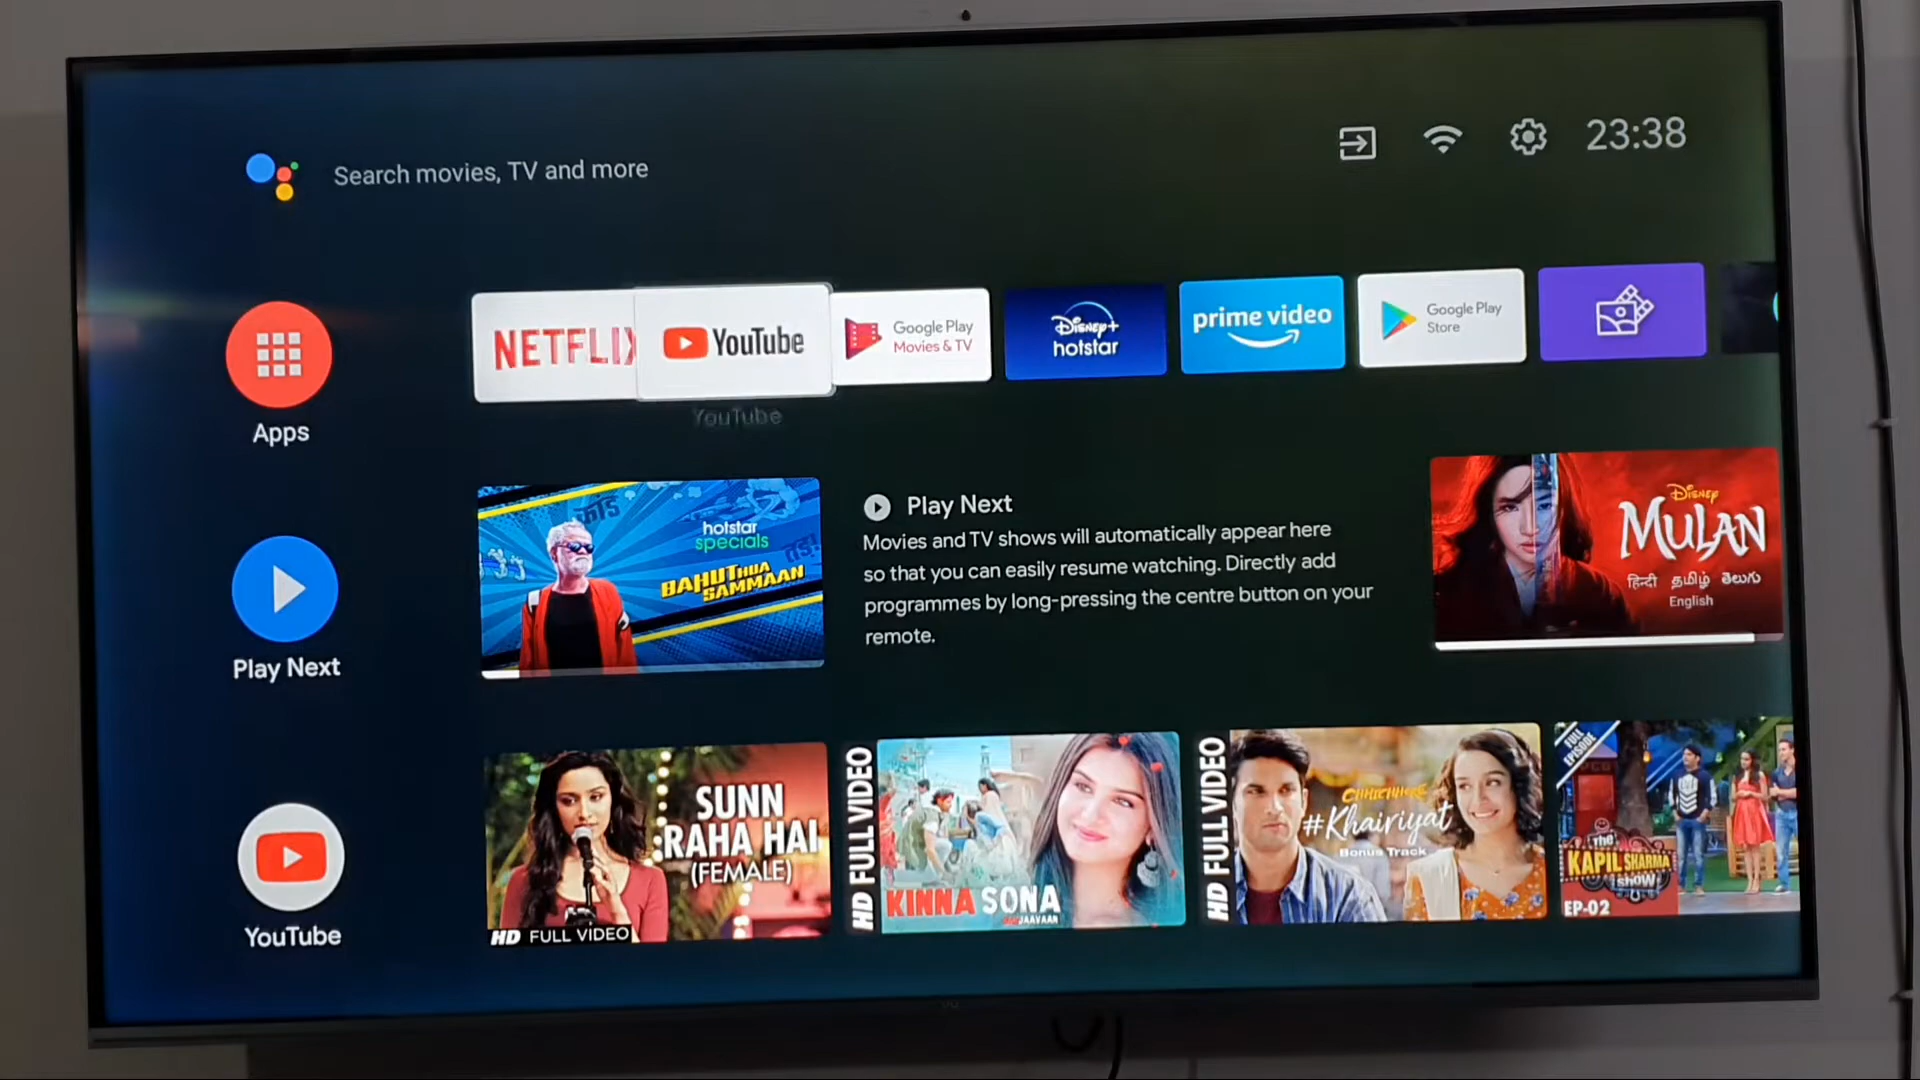 Search movies, TV and more
23:38
NETFLIX
YouTube
Google Play
Movies & TV
Disney+
hotstar
prime video
Google Play
Store
Apps
YouTube
hotstar
specials
BAHUT HUA
SAMMAAN
Play Next
Movies and TV shows will automatically appear here
so that you can easily resume watching. Directly add
programmes by long-pressing the centre button on your
remote.
Disney
MULAN
हिन्दी தமிழ் తెలుగు
English
Play Next
SUNN
RAHA HAI
(FEMALE)
HD FULL VIDEO
HD FULL VIDEO
KINNA SONA
MARJAAVAAN
HD FULL VIDEO
CHHICHHORE
#Khairiyat
Bonus Track
FULL
EPISODE
The
KAPIL SHARMA
Show
EP-02
YouTube